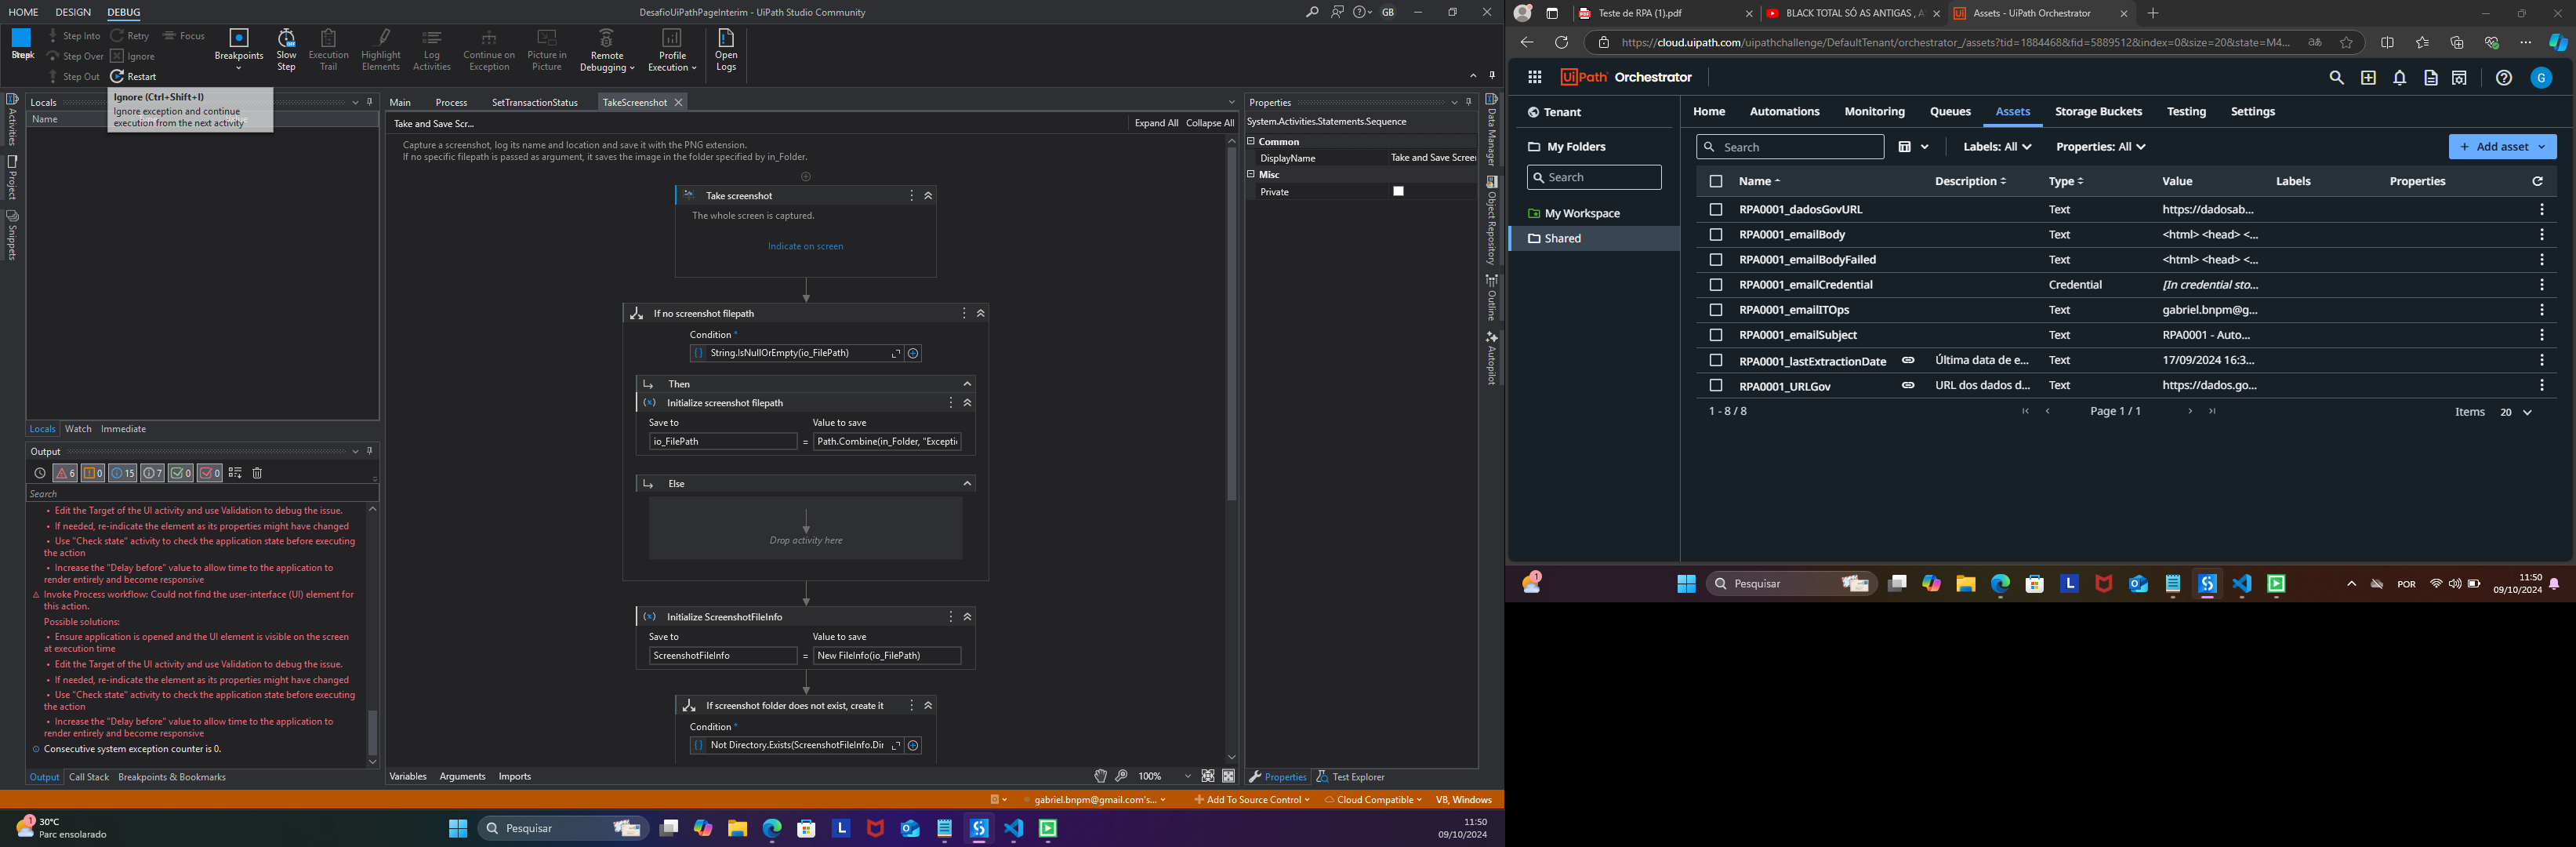 HOME DESIGN DEBUG
DesafioUiPathPageInterim - UiPath Studio Community
GB
Step Into Retry Focus
Step Over Ignore
Step Out Restart
Breakpoints
Slow Step
Execution Trail
Highlight Elements
Log Activities
Continue on Exception
Picture in Picture
Remote Debugging
Profile Execution
Open Logs
Ignore (Ctrl+Shift+I)
Ignore exception and continue
execution from the next activity
Activities
Project
Snippets
Locals
Name
Locals Watch Immediate
Output
6 0 15 7 0 0
Search
• Edit the Target of the UI activity and use Validation to debug the issue.
• If needed, re-indicate the element as its properties might have changed
• Use "Check state" activity to check the application state before executing
the action
• Increase the "Delay before" value to allow time to the application to
render entirely and become responsive
Invoke Process workflow: Could not find the user-interface (UI) element for
this action.
Possible solutions:
• Ensure application is opened and the UI element is visible on the screen
at execution time
• Edit the Target of the UI activity and use Validation to debug the issue.
• If needed, re-indicate the element as its properties might have changed
• Use "Check state" activity to check the application state before executing
the action
• Increase the "Delay before" value to allow time to the application to
render entirely and become responsive
Consecutive system exception counter is 0.
Output Call Stack Breakpoints & Bookmarks
Main Process SetTransactionStatus TakeScreenshot
Take and Save Scr... Expand All Collapse All
Capture a screenshot, log its name and location and save it with the PNG extension.
If no specific filepath is passed as argument, it saves the image in the folder specified by in_Folder.
Take screenshot
The whole screen is captured.
Indicate on screen
If no screenshot filepath
Condition *
String.IsNullOrEmpty(io_FilePath)
Then
Initialize screenshot filepath
Save to Value to save
io_FilePath = Path.Combine(in_Folder, "Excepti
Else
Drop activity here
Initialize ScreenshotFileInfo
Save to Value to save
ScreenshotFileInfo = New FileInfo(io_FilePath)
If screenshot folder does not exist, create it
Condition *
Not Directory.Exists(ScreenshotFileInfo.Dir
Variables Arguments Imports
100%
Properties
System.Activities.Statements.Sequence
Common
DisplayName Take and Save Screen
Misc
Private
Properties Test Explorer
Data Manager
Object Repository
Outline
Autopilot
gabriel.bnpm@gmail.com's... Add To Source Control Cloud Compatible VB, Windows
1
30°C
Parc ensolarado
Pesquisar
11:50
09/10/2024
Teste de RPA (1).pdf
BLACK TOTAL SÓ AS ANTIGAS , A
Assets - UiPath Orchestrator
https://cloud.uipath.com/uipathchallenge/DefaultTenant/orchestrator_/assets?tid=1884468&fid=5889512&index=0&size=20&state=M4...
UiPath Orchestrator
G
Tenant
My Folders
Search
My Workspace
Shared
Home Automations Monitoring Queues Assets Storage Buckets Testing Settings
Search
Labels: All Properties: All
+ Add asset
Name Description Type Value Labels Properties
RPA0001_dadosGovURL Text https://dadosab...
RPA0001_emailBody Text <html> <head> <...
RPA0001_emailBodyFailed Text <html> <head> <...
RPA0001_emailCredential Credential [In credential sto...
RPA0001_emailITOps Text gabriel.bnpm@g...
RPA0001_emailSubject Text RPA0001 - Auto...
RPA0001_lastExtractionDate Última data de e... Text 17/09/2024 16:3...
RPA0001_URLGov URL dos dados d... Text https://dados.go...
1 - 8 / 8 Page 1 / 1 Items 20
1
Pesquisar
POR
11:50
09/10/2024